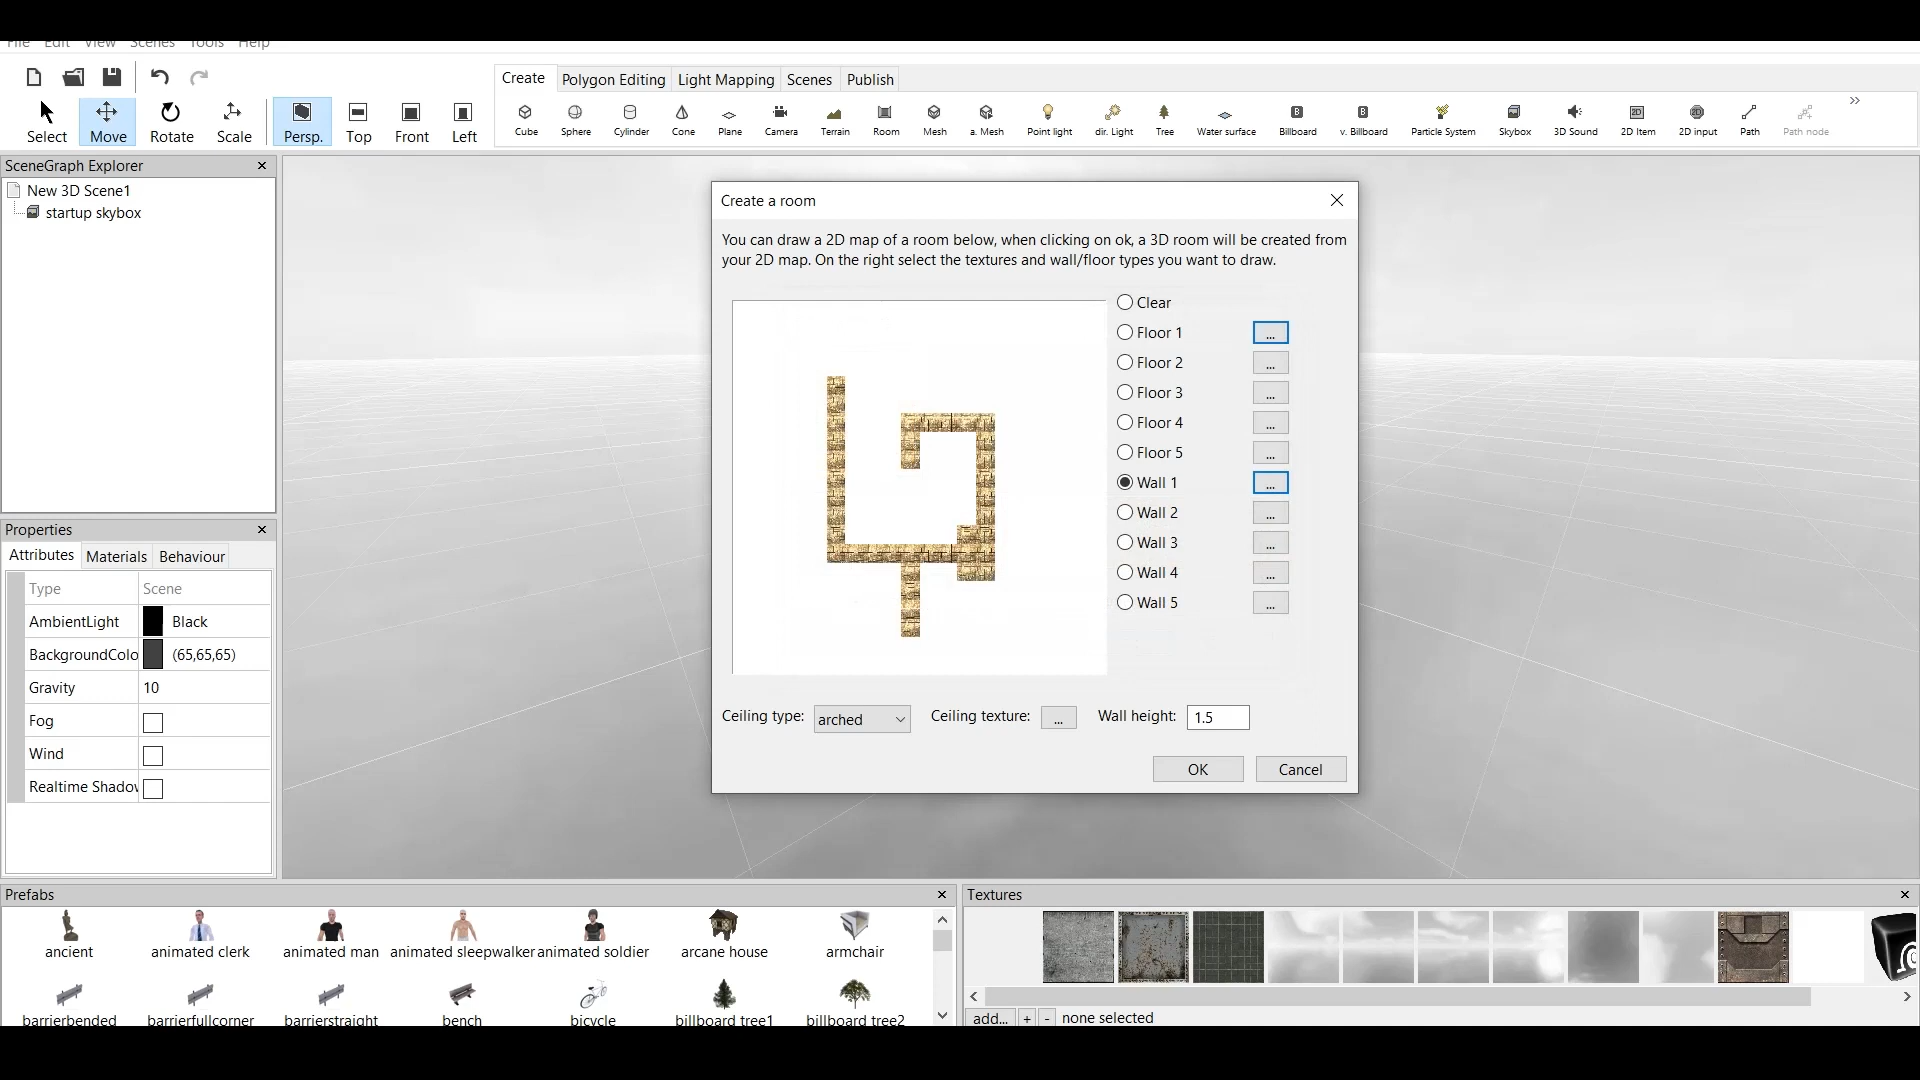 File Edit View Scenes Tools Help
Create Polygon Editing Light Mapping Scenes Publish
Select Move Rotate Scale Persp. Top Front Left
Cube Sphere Cylinder Cone Plane Camera Terrain Room Mesh a. Mesh Point light dir. Light Tree Water surface Billboard v. Billboard Particle System Skybox 3D Sound 2D Item 2D input Path Path node
SceneGraph Explorer
New 3D Scene1
startup skybox
Create a room
You can draw a 2D map of a room below, when clicking on ok, a 3D room will be created from
your 2D map. On the right select the textures and wall/floor types you want to draw.
Clear
Floor 1 ...
Floor 2 ...
Floor 3 ...
Floor 4 ...
Floor 5 ...
Wall 1 ...
Wall 2 ...
Wall 3 ...
Wall 4 ...
Wall 5 ...
Ceiling type: arched Ceiling texture: ... Wall height: 1.5
OK Cancel
Properties
Attributes Materials Behaviour
Type Scene
AmbientLight Black
BackgroundColo (65,65,65)
Gravity 10
Fog
Wind
Realtime Shadov
Prefabs
ancient animated clerk animated man animated sleepwalker animated soldier arcane house armchair
barrierbended barrierfullcorner barrierstraight bench bicycle billboard tree1 billboard tree2
Textures
add... + - none selected